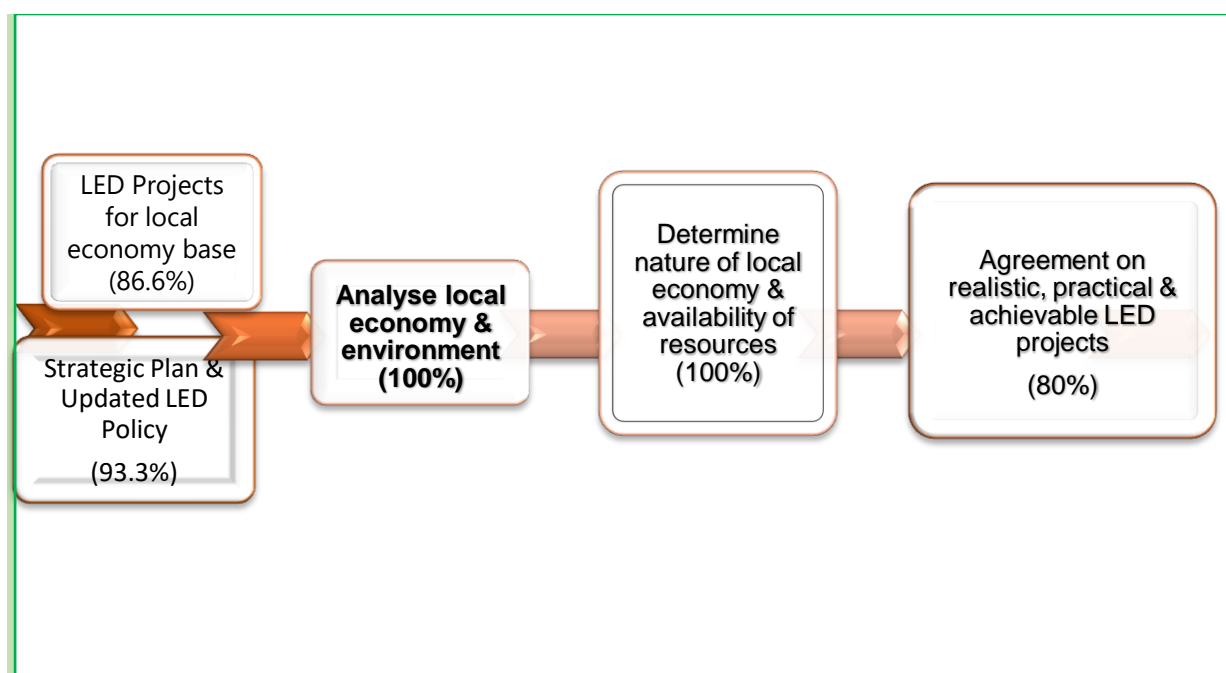 LED Projects
for local
economy base
(86.6%)
Strategic Plan &
Updated LED
Policy
(93.3%)
Analyse local
economy &
environment
(100%)
Determine
nature of local
economy &
availability of
resources
(100%)
Agreement on
realistic, practical &
achievable LED
projects
(80%)